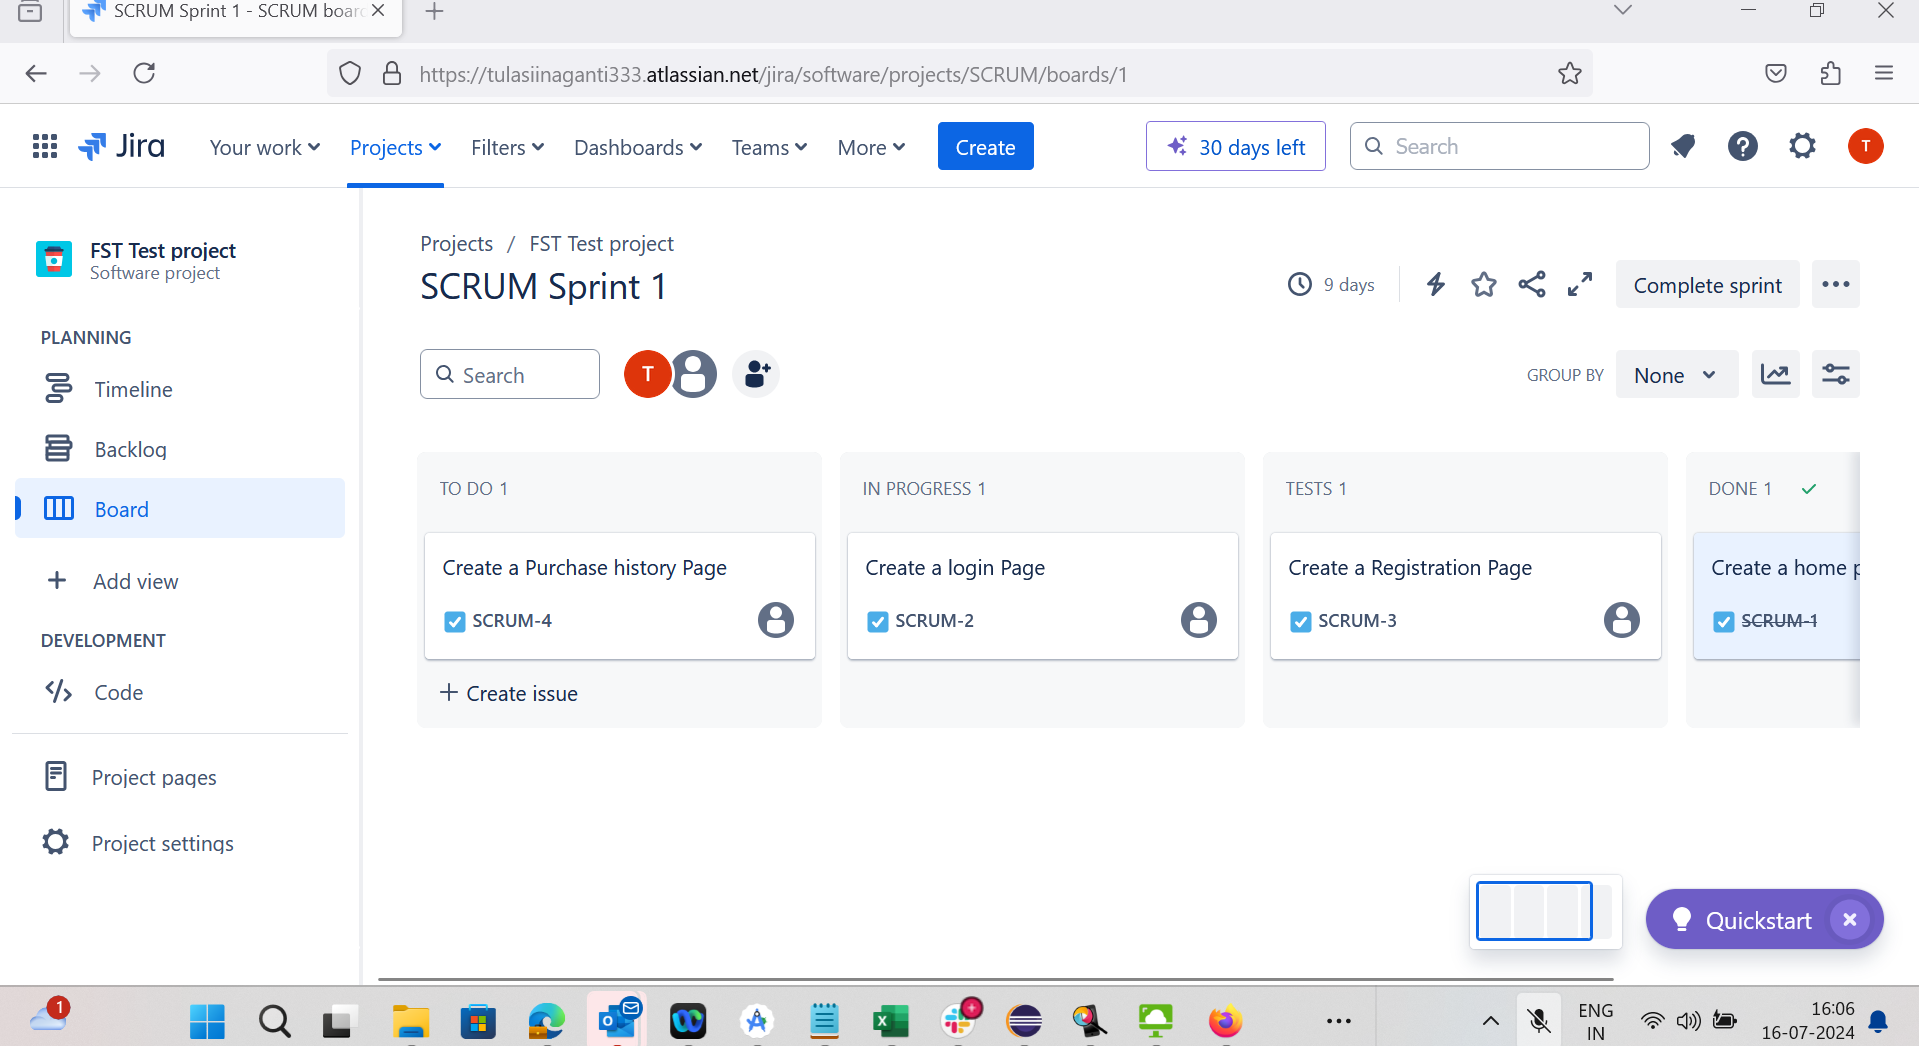 SCRUM Sprint 1 - SCRUM board
https://tulasiinaganti333.atlassian.net/jira/software/projects/SCRUM/boards/1
Jira
Your work
Projects
Filters
Dashboards
Teams
More
Create
30 days left
Search
T
FST Test project
Software project
PLANNING
Timeline
Backlog
Board
Add view
DEVELOPMENT
Code
Project pages
Project settings
Projects / FST Test project
SCRUM Sprint 1
9 days
Complete sprint
Search
T
GROUP BY
None
TO DO 1
Create a Purchase history Page
SCRUM-4
Create issue
IN PROGRESS 1
Create a login Page
SCRUM-2
TESTS 1
Create a Registration Page
SCRUM-3
DONE 1
Create a home
SCRUM-1
Quickstart
1
ENG
IN
16:06
16-07-2024